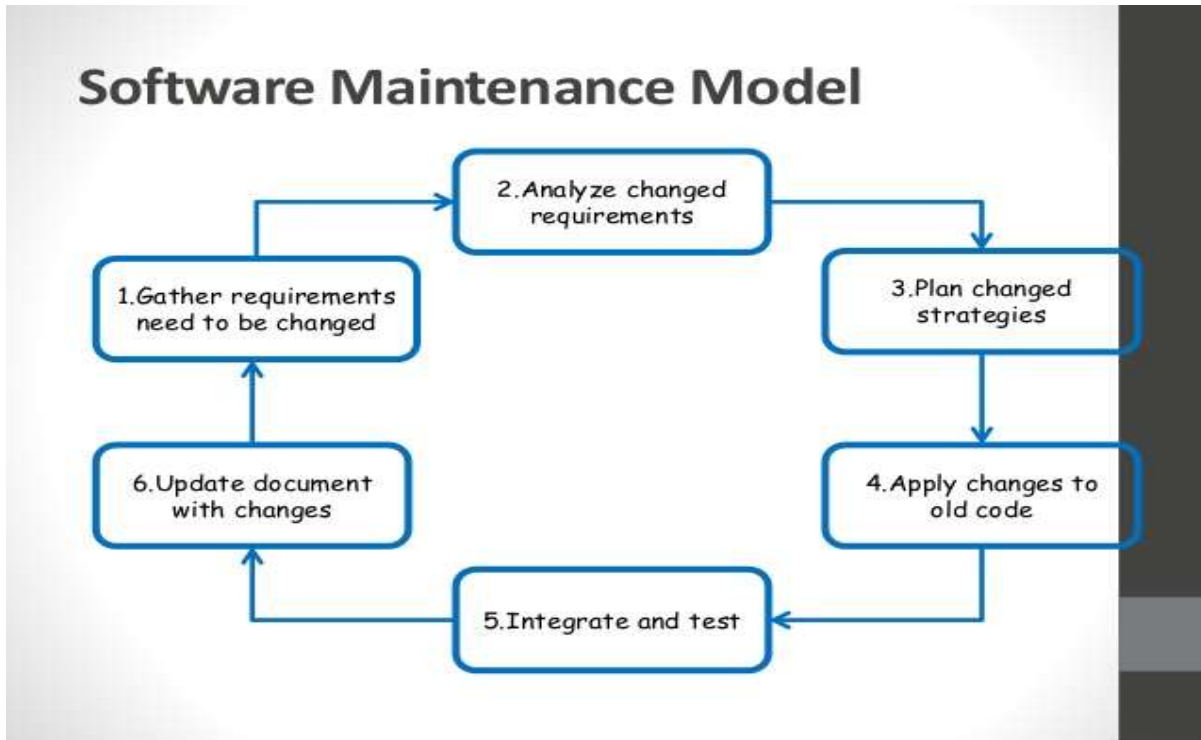 Software Maintenance Model
2.Analyze changed
requirements
1.Gather requirements
need to be changed
3.Plan changed
strategies
6.Update document
with changes
4.Apply changes to
old code
5.Integrate and test